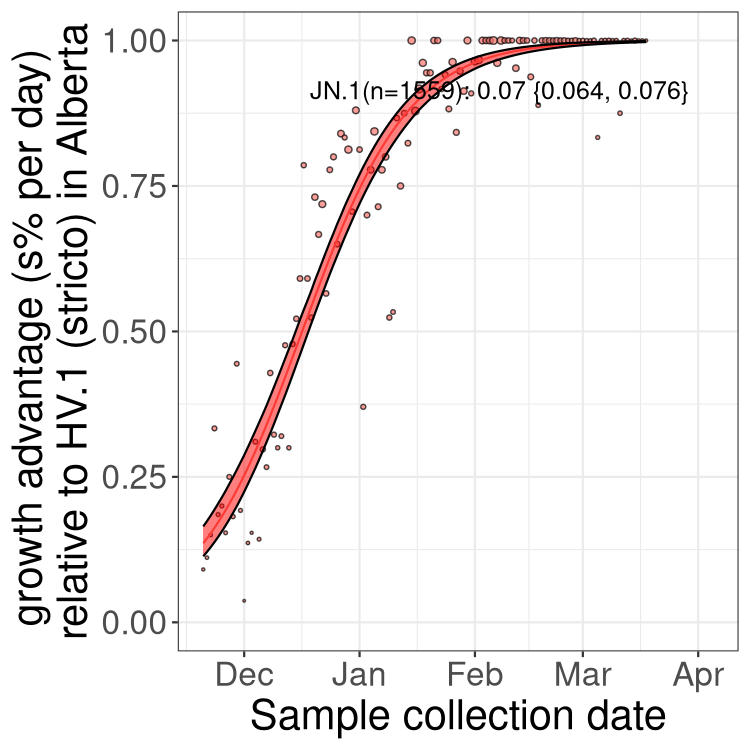 growth advantage (s% per day)
relative to HV.1 (stricto) in Alberta
1.00
0.75
0.50
0.25
0.00
JN.1(n=1559): 0.07 {0.064, 0.076}
Dec
Jan
Feb
Mar
Apr
Sample collection date